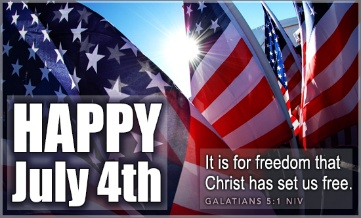 HAPPY
July 4th
It is for freedom that
Christ has set us free.
GALATIANS 5:1 NIV